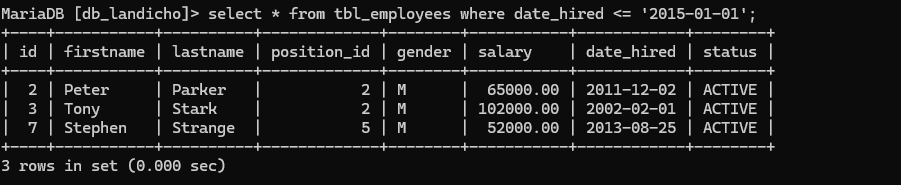 MariaDB [db_landicho]> select * from tbl_employees where date_hired <= '2015-01-01';
+----+-----------+----------+-------------+--------+-----------+------------+--------+
| id | firstname | lastname | position_id | gender | salary    | date_hired | status |
+----+-----------+----------+-------------+--------+-----------+------------+--------+
|  2 | Peter     | Parker   |           2 | M      |  65000.00 | 2011-12-02 | ACTIVE |
|  3 | Tony      | Stark    |           2 | M      | 102000.00 | 2002-02-01 | ACTIVE |
|  7 | Stephen   | Strange  |           5 | M      |  52000.00 | 2013-08-25 | ACTIVE |
+----+-----------+----------+-------------+--------+-----------+------------+--------+
3 rows in set (0.000 sec)